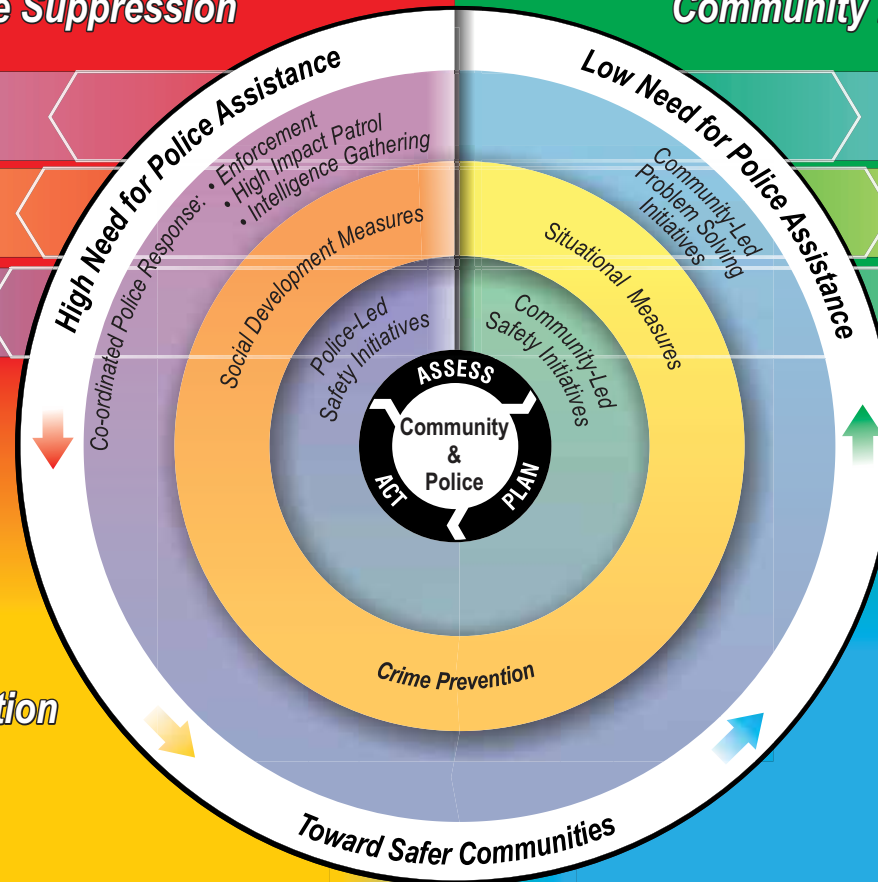 e Suppression
Community
High Need for Police Assistance
Low Need for Police Assistance
Co-ordinated Police Response: • Enforcement
• High Impact Patrol
• Intelligence Gathering
Community-Led
Problem Solving
Initiatives
Social Development Measures
Situational Measures
Police-Led
Safety Initiatives
Community-Led
Safety Initiatives
ASSESS
Community
&
Police
ACT
PLAN
Crime Prevention
tion
Toward Safer Communities